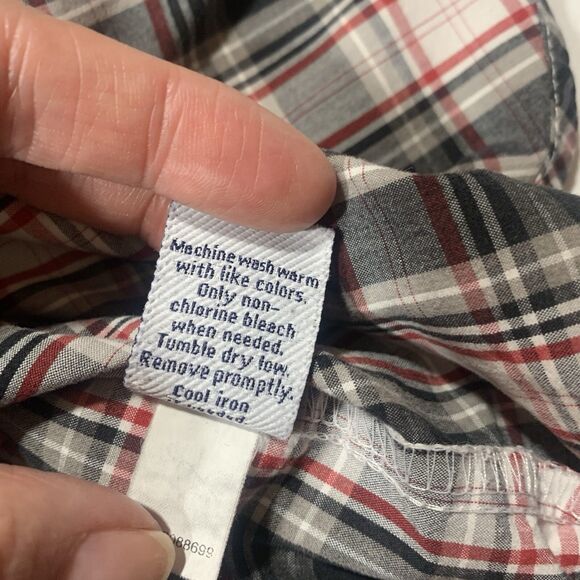 Machine wash warm
with like colors.
Only non-
chlorine bleach
when needed.
Tumble dry low.
Remove promptly.
Cool iron